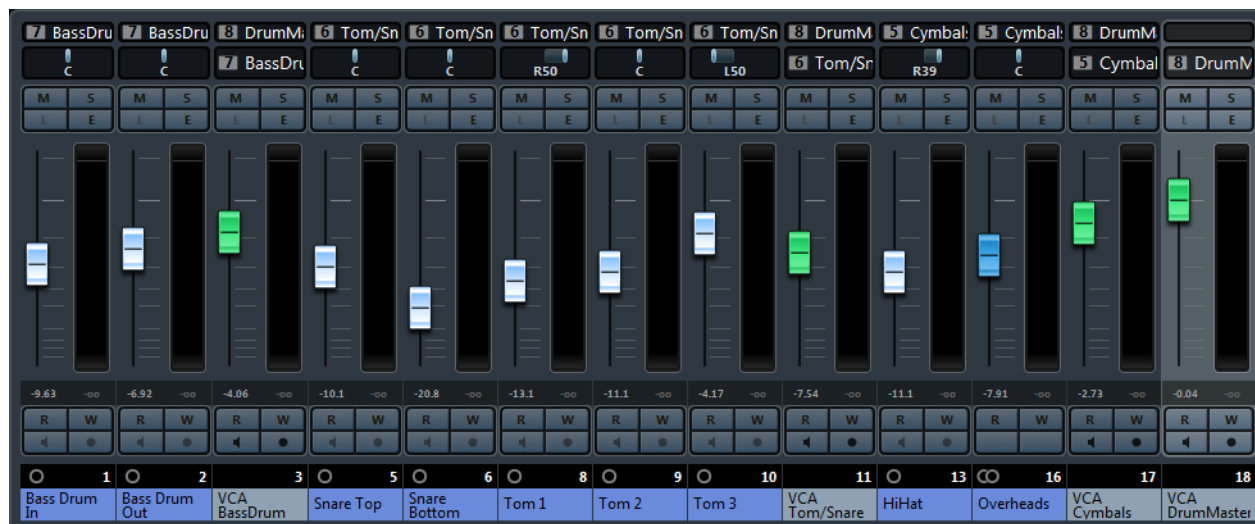 7 BassDru 7 BassDru 8 DrumMa 6 Tom/Sn 6 Tom/Sn 6 Tom/Sn 6 Tom/Sn 6 Tom/Sn 8 DrumMa 5 Cymbal 5 Cymbal 8 DrumM
C C 7 BassDru C C R50 C L50 6 Tom/Sn R39 C 5 Cymbal 8 DrumM
M S M S M S M S M S M S M S M S M S M S M S M S M S
L E L E L E L E L E L E L E L E L E L E L E L E L E
-9.63 -oo -6.92 -oo -4.06 -oo -10.1 -oo -20.8 -oo -13.1 -oo -11.1 -oo -4.17 -oo -7.54 -oo -11.1 -oo -7.91 -oo -2.73 -oo -0.04 -oo
R W R W R W R W R W R W R W R W R W R W R W R W R W
1 2 3 5 6 8 9 10 11 13 16 17 18
Bass Drum In
Bass Drum Out
VCA BassDrum
Snare Top
Snare Bottom
Tom 1
Tom 2
Tom 3
VCA Tom/Snare
HiHat
Overheads
VCA Cymbals
VCA DrumMaster